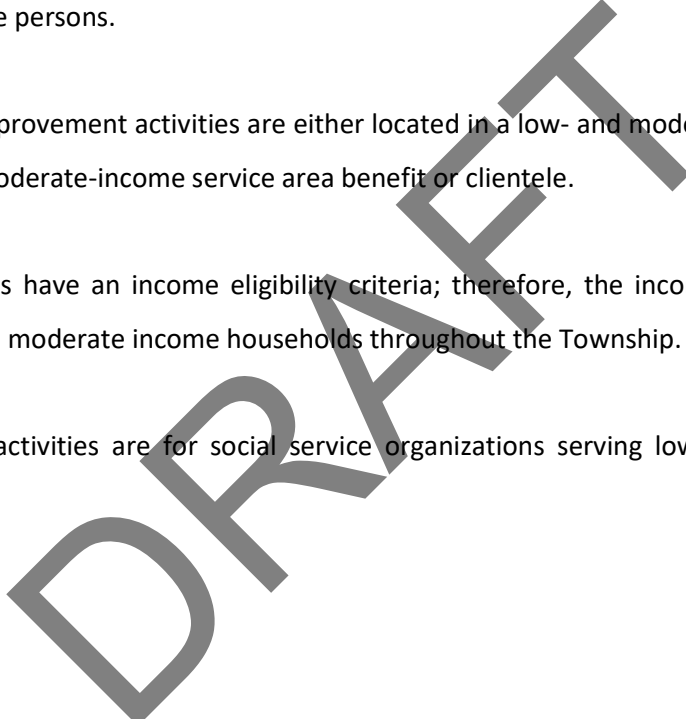 e persons.
provement activities are either located in a low- and mode
oderate-income service area benefit or clientele.
s have an income eligibility criteria; therefore, the inco
moderate income households throughout the Township.
activities are for social service organizations serving low
DRAFT